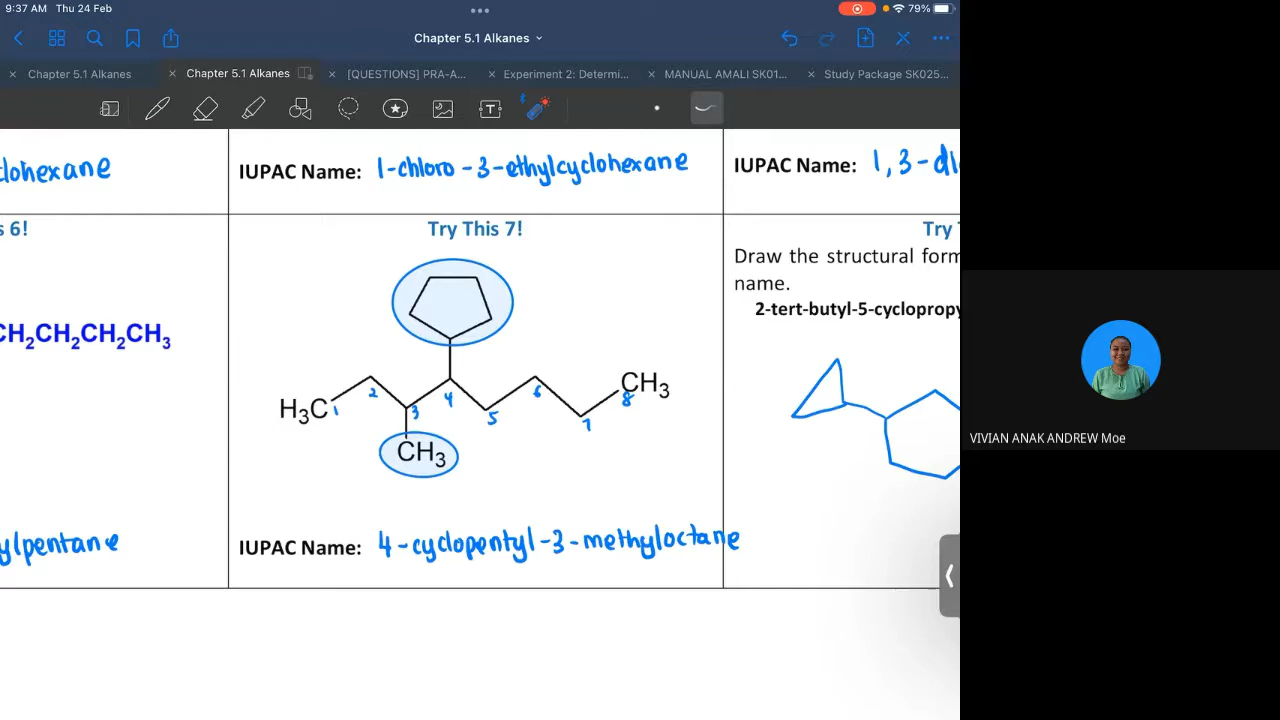 9:37 AM Thu 24 Feb
79%
Chapter 5.1 Alkanes
Chapter 5.1 Alkanes
Chapter 5.1 Alkanes
[QUESTIONS] PRA-A...
Experiment 2: Determi...
MANUAL AMALI SK01...
Study Package SK025...
clohexane
IUPAC Name: 1-chloro-3-ethylcyclohexane
IUPAC Name: 1,3-di
s 6!
CH2CH2CH2CH3
ylpentane
Try This 7!
H3C 1 2 3 4 5 6 7 8 CH3
CH3
IUPAC Name: 4-cyclopentyl-3-methyloctane
Try
Draw the structural form
name.
2-tert-butyl-5-cyclopropy
VIVIAN ANAK ANDREW Moe